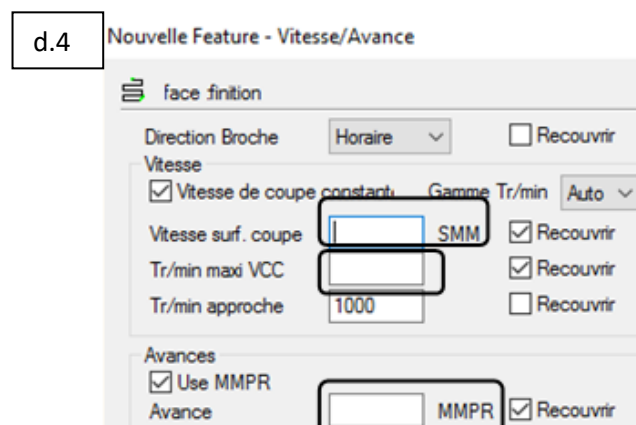 d.4
Nouvelle Feature - Vitesse/Avance
face finition
Direction Broche Horaire Recouvrir
Vitesse
Vitesse de coupe constante Gamme Tr/min Auto
Vitesse surf. coupe SMM Recouvrir
Tr/min maxi VCC Recouvrir
Tr/min approche 1000 Recouvrir
Avances
Use MMPR
Avance MMPR Recouvrir